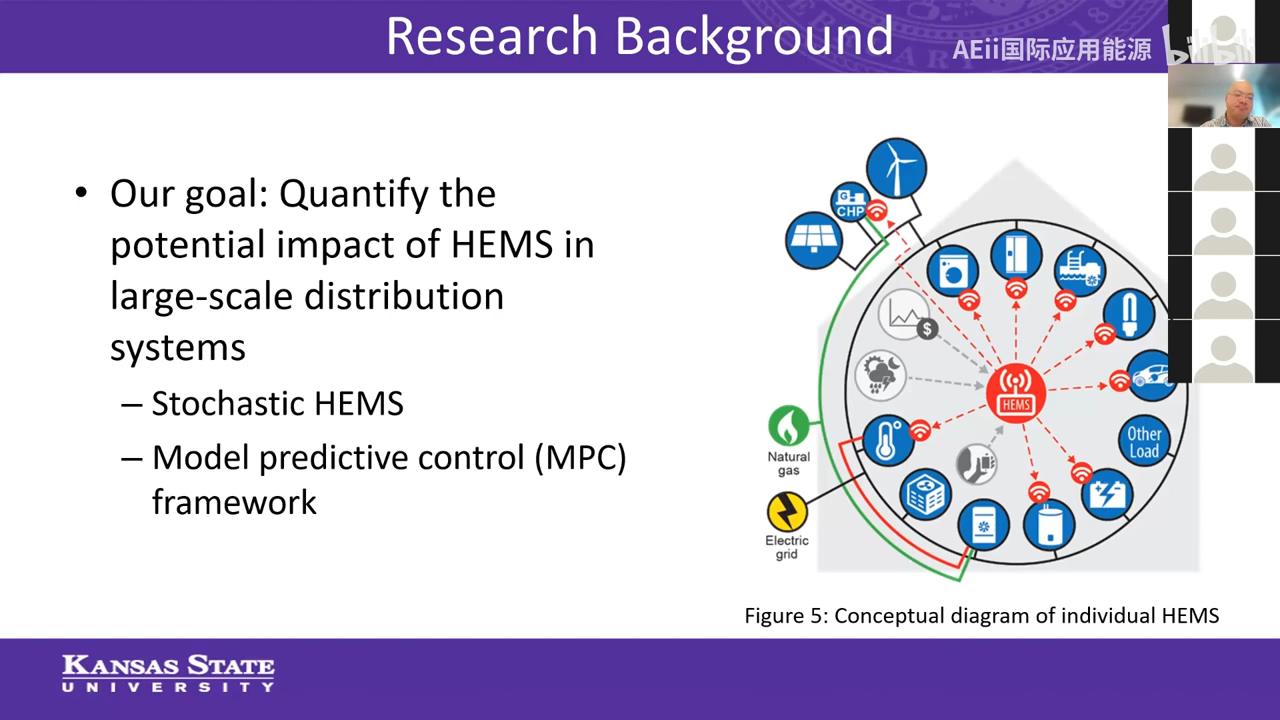 Research Background
AEii国际应用能源
bilibili
• Our goal: Quantify the
potential impact of HEMS in
large-scale distribution
systems
– Stochastic HEMS
– Model predictive control (MPC)
framework
G
CHP
$
HEMS
Other
Load
Natural
gas
Electric
grid
Figure 5: Conceptual diagram of individual HEMS
KANSAS STATE
UNIVERSITY